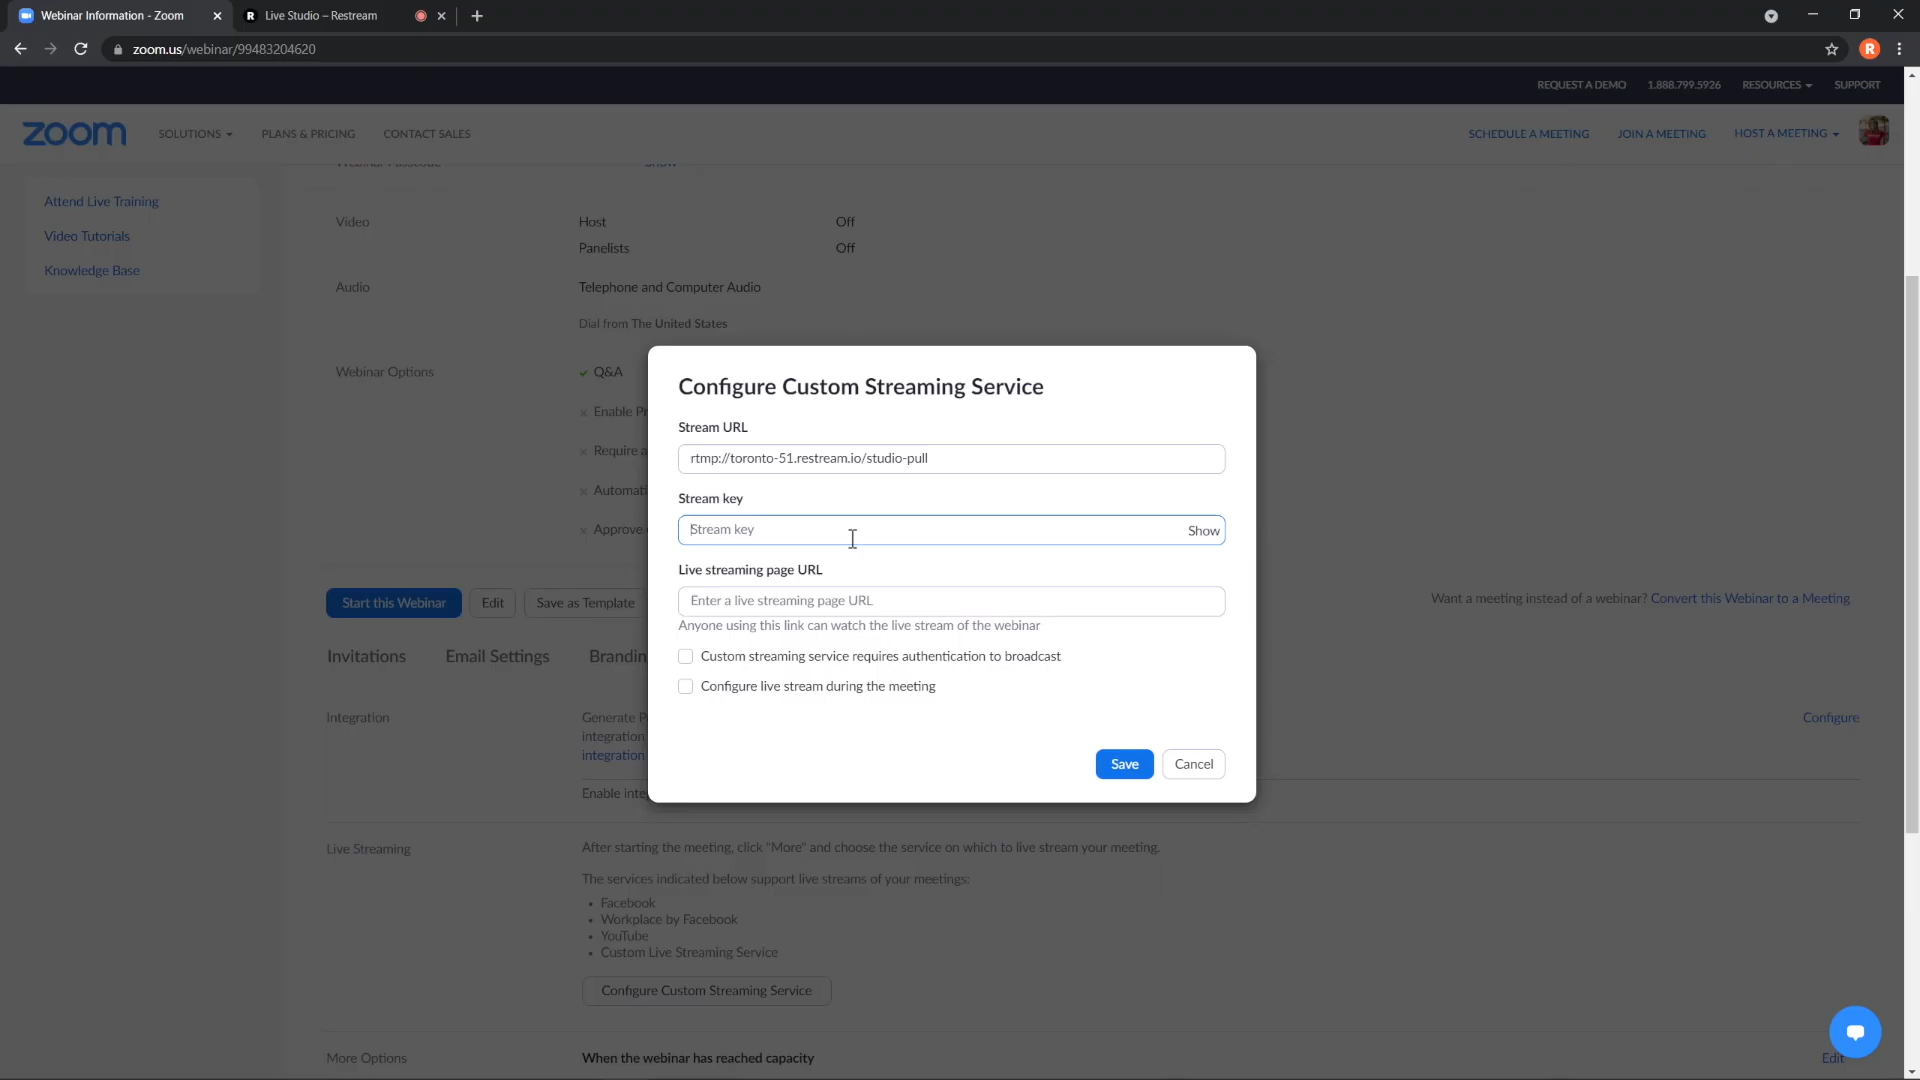 Webinar Information - Zoom
Live Studio – Restream
zoom.us/webinar/99483204620
R
REQUEST A DEMO 1.888.799.5926 RESOURCES SUPPORT
zoom SOLUTIONS PLANS & PRICING CONTACT SALES SCHEDULE A MEETING JOIN A MEETING HOST A MEETING
Webinar Passcode Show
Attend Live Training
Video Tutorials
Knowledge Base
Video Host Off
Panelists Off
Audio Telephone and Computer Audio
Dial from The United States
Webinar Options Q&A
Enable Pr
Require a
Automati
Approve
Configure Custom Streaming Service
Stream URL
rtmp://toronto-51.restream.io/studio-pull
Stream key
Stream key Show
Live streaming page URL
Enter a live streaming page URL
Anyone using this link can watch the live stream of the webinar
Custom streaming service requires authentication to broadcast
Configure live stream during the meeting
Save Cancel
Start this Webinar Edit Save as Template Want a meeting instead of a webinar? Convert this Webinar to a Meeting
Invitations Email Settings Brandin
Integration Generate P Configure
integration
integration
Enable inte
Live Streaming After starting the meeting, click "More" and choose the service on which to live stream your meeting.
The services indicated below support live streams of your meetings:
• Facebook
• Workplace by Facebook
• YouTube
• Custom Live Streaming Service
Configure Custom Streaming Service
More Options When the webinar has reached capacity Edit